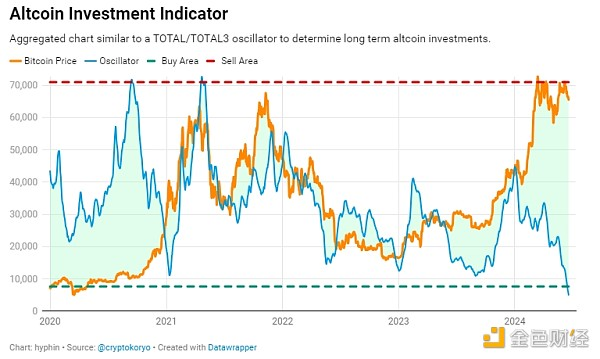 Altcoin Investment Indicator
Aggregated chart similar to a TOTAL/TOTAL3 oscillator to determine long term altcoin investments.
Bitcoin Price Oscillator Buy Area Sell Area
70,000
60,000
50,000
40,000
30,000
20,000
10,000
0
2020 2021 2022 2023 2024
Chart: hyphin • Source: @cryptokoryo • Created with Datawrapper
金色财经